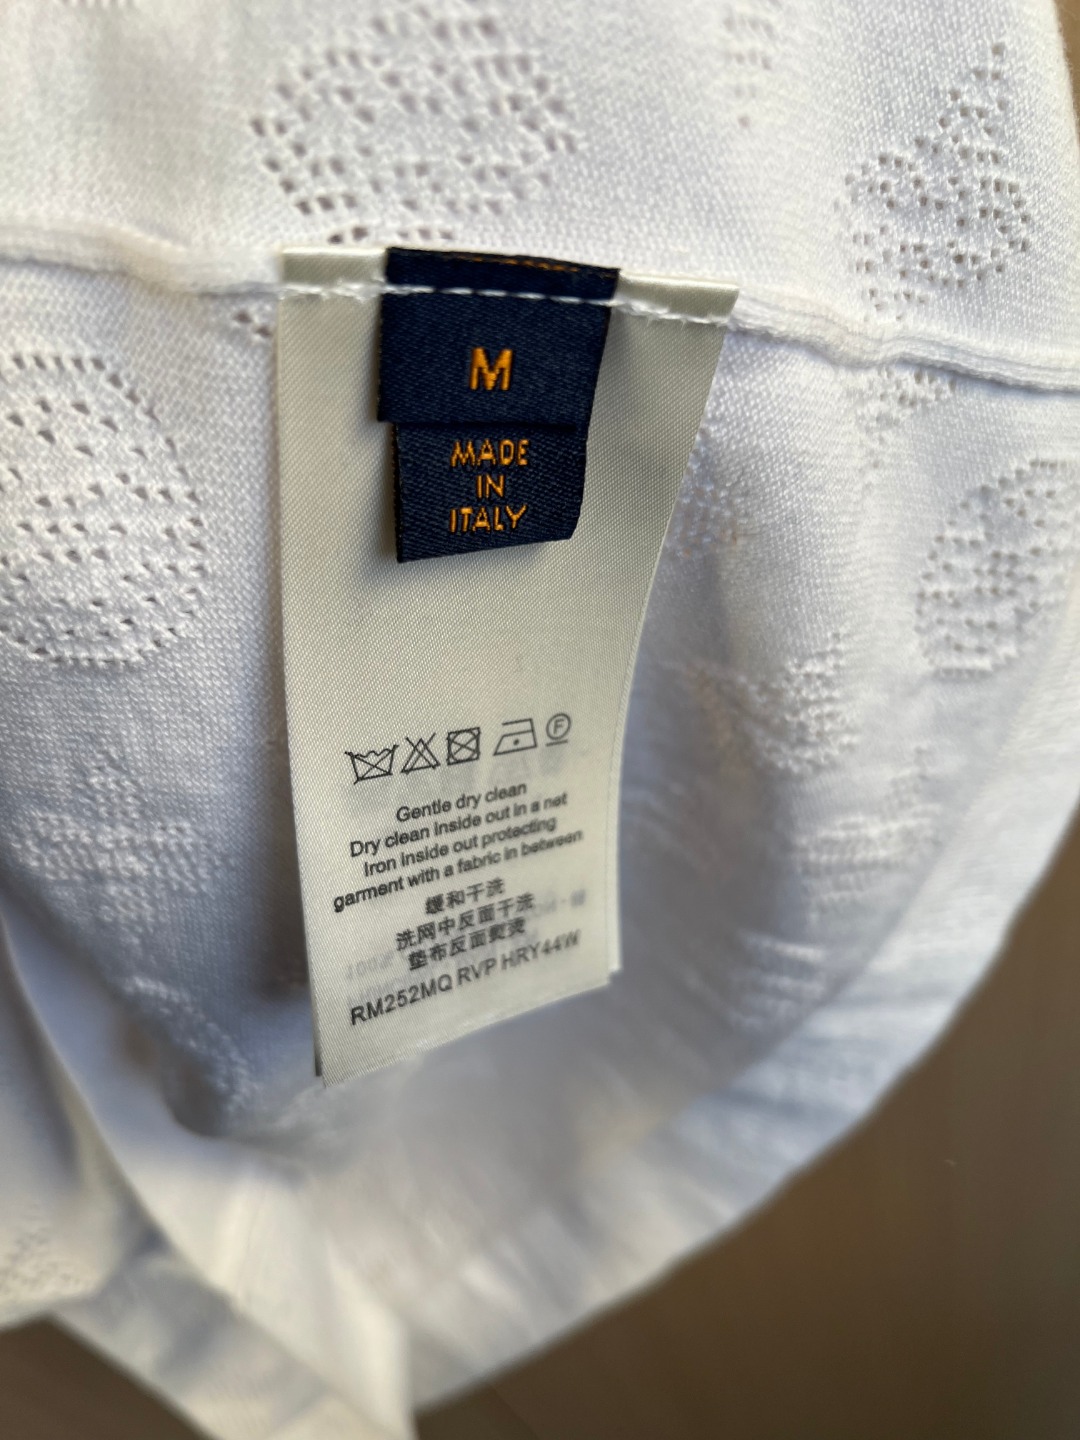 M
MADE
IN
ITALY
F
Gentle dry clean
Dry clean inside out in a net
Iron inside out protecting
garment with a fabric in between
缓和干洗
洗网中反面干洗
垫布反面熨烫
RM252MQ RVP HRY44W